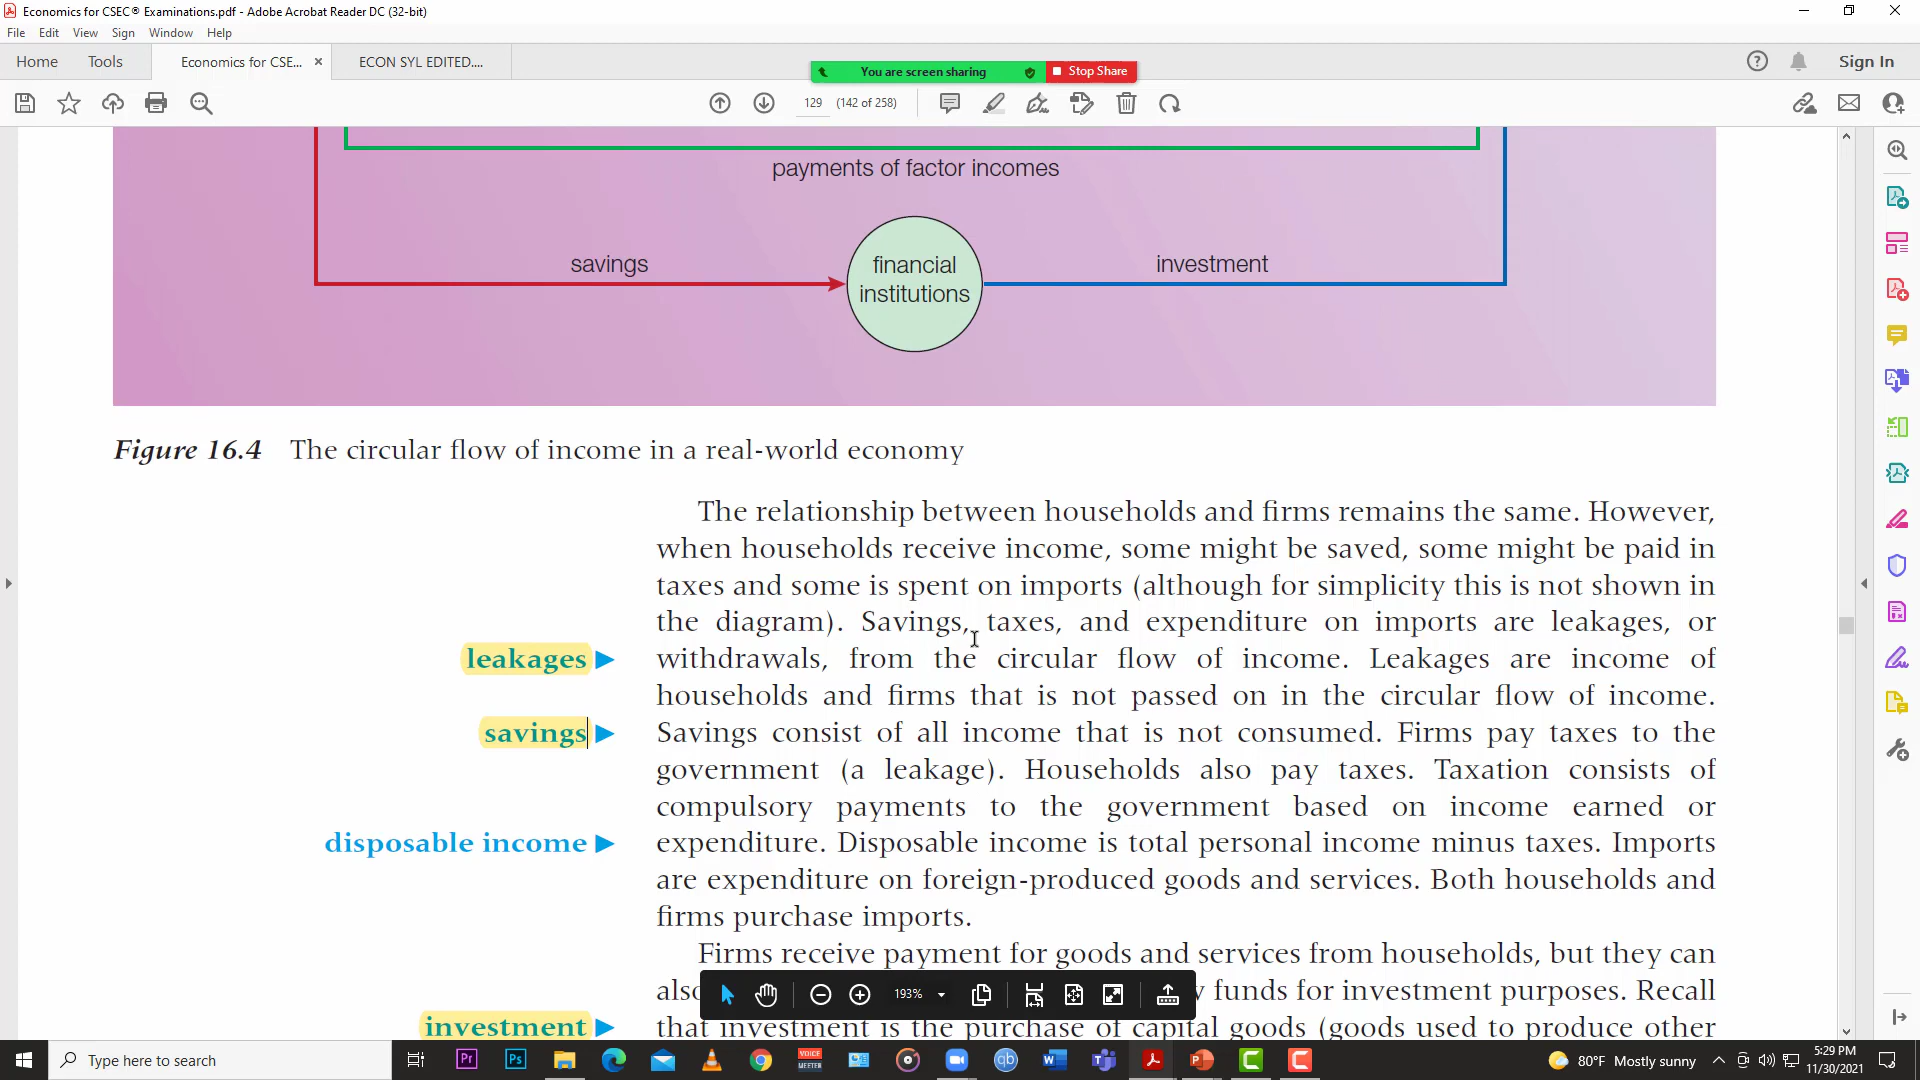 Economics for CSEC® Examinations.pdf - Adobe Acrobat Reader DC (32-bit)
File Edit View Sign Window Help
Home Tools Economics for CSE... × ECON SYL EDITED....
You are screen sharing Stop Share
Sign In
129 (142 of 258)
payments of factor incomes
savings
financial
institutions
investment
Figure 16.4 The circular flow of income in a real-world economy
The relationship between households and firms remains the same. However,
when households receive income, some might be saved, some might be paid in
taxes and some is spent on imports (although for simplicity this is not shown in
the diagram). Savings, taxes, and expenditure on imports are leakages, or
leakages ▶ withdrawals, from the circular flow of income. Leakages are income of
households and firms that is not passed on in the circular flow of income.
savings ▶ Savings consist of all income that is not consumed. Firms pay taxes to the
government (a leakage). Households also pay taxes. Taxation consists of
compulsory payments to the government based on income earned or
disposable income ▶ expenditure. Disposable income is total personal income minus taxes. Imports
are expenditure on foreign-produced goods and services. Both households and
firms purchase imports.
Firms receive payment for goods and services from households, but they can
funds for investment purposes. Recall
193%
investment ▶ that investment is the purchase of capital goods (goods used to produce other
Type here to search
Pr
Ps
VOICE
MEETER
qb
80°F Mostly sunny
5:29 PM
11/30/2021